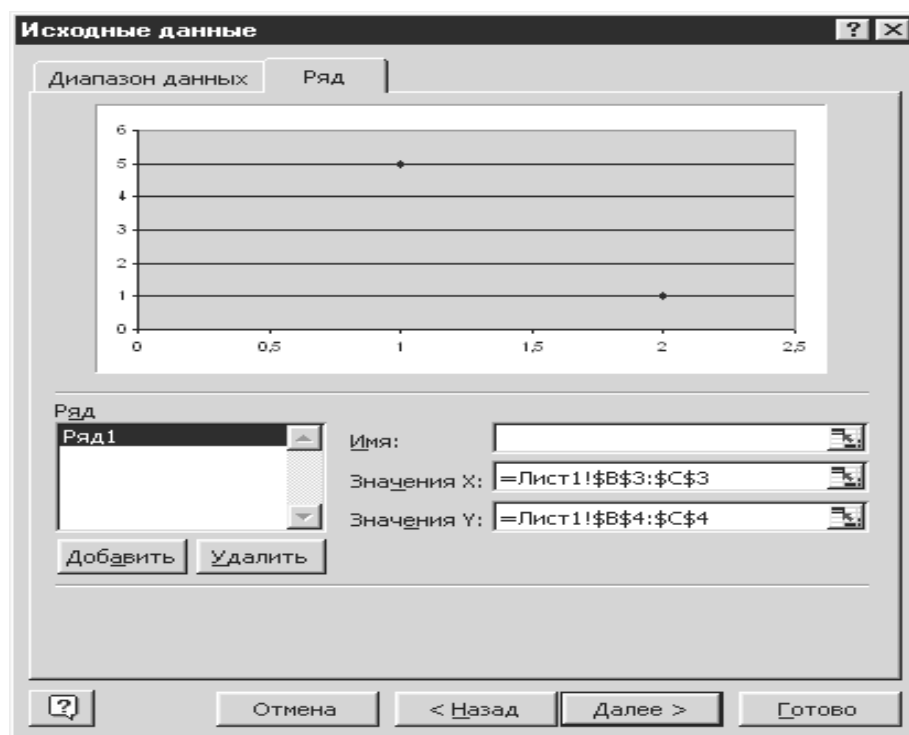 Исходные данные
Диапазон данных Ряд
6
5
4
3
2
1
0
0 0,5 1 1,5 2 2,5
Ряд
Ряд1
Имя:
Значения X: =Лист1!$B$3:$C$3
Значения Y: =Лист1!$B$4:$C$4
Добавить Удалить
Отмена < Назад Далее > Готово